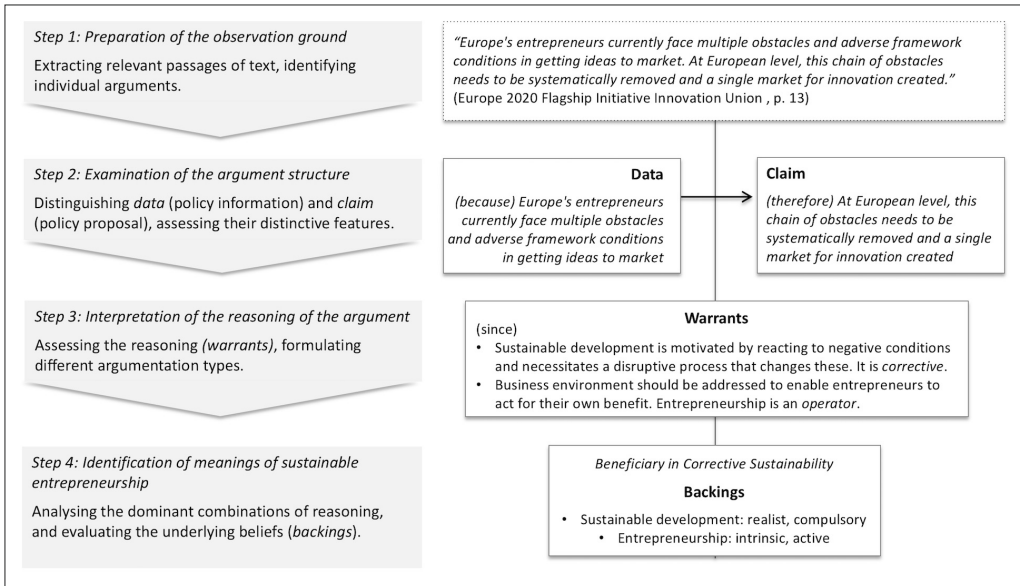 Step 1: Preparation of the observation ground
Extracting relevant passages of text, identifying
individual arguments.
“Europe's entrepreneurs currently face multiple obstacles and adverse framework
conditions in getting ideas to market. At European level, this chain of obstacles
needs to be systematically removed and a single market for innovation created.”
(Europe 2020 Flagship Initiative Innovation Union , p. 13)
Step 2: Examination of the argument structure
Distinguishing data (policy information) and claim
(policy proposal), assessing their distinctive features.
Data
(because) Europe's entrepreneurs
currently face multiple obstacles
and adverse framework conditions
in getting ideas to market
Claim
(therefore) At European level, this
chain of obstacles needs to be
systematically removed and a single
market for innovation created
Step 3: Interpretation of the reasoning of the argument
Assessing the reasoning (warrants), formulating
different argumentation types.
Warrants
(since)
• Sustainable development is motivated by reacting to negative conditions
and necessitates a disruptive process that changes these. It is corrective.
• Business environment should be addressed to enable entrepreneurs to
act for their own benefit. Entrepreneurship is an operator.
Step 4: Identification of meanings of sustainable
entrepreneurship
Analysing the dominant combinations of reasoning,
and evaluating the underlying beliefs (backings).
Beneficiary in Corrective Sustainability
Backings
• Sustainable development: realist, compulsory
• Entrepreneurship: intrinsic, active